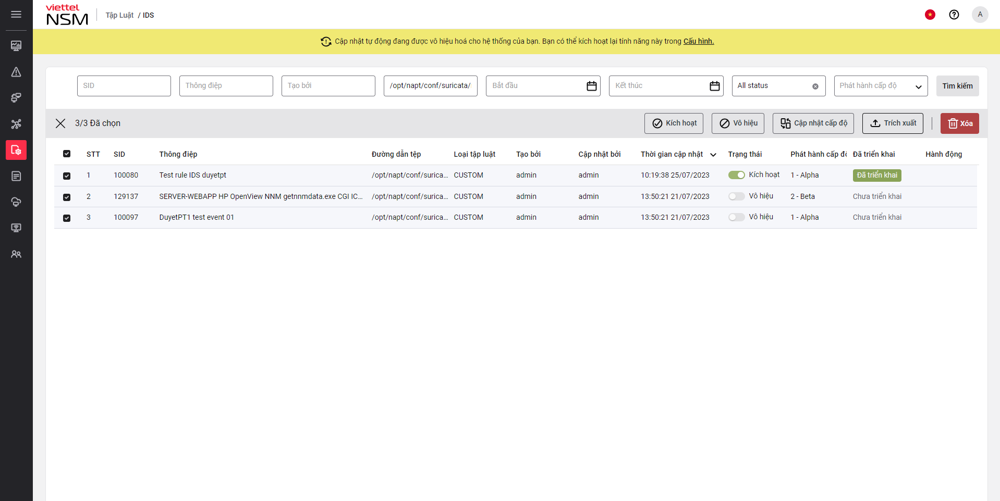 viettel
NSM
Tập Luật / IDS
A
Cập nhật tự động đang được vô hiệu hoá cho hệ thống của bạn. Bạn có thể kích hoạt lại tính năng này trong Cấu hình.
SID
Thông điệp
Tạo bởi
/opt/napt/conf/suricata/
Bắt đầu
Kết thúc
All status
Phát hành cấp độ
Tìm kiếm
3/3 Đã chọn
Kích hoạt
Vô hiệu
Cập nhật cấp độ
Trích xuất
Xóa
STT SID Thông điệp Đường dẫn tệp Loại tập luật Tạo bởi Cập nhật bởi Thời gian cập nhật Trạng thái Phát hành cấp Đã triển khai Hành động
1 100080 Test rule IDS duyetpt /opt/napt/conf/surica... CUSTOM admin admin 10:19:38 25/07/2023 Kích hoạt 1 - Alpha Đã triển khai
2 129137 SERVER-WEBAPP HP OpenView NNM getnnmdata.exe CGI IC... /opt/napt/conf/surica... CUSTOM admin admin 13:50:21 21/07/2023 Vô hiệu 2 - Beta Chưa triển khai
3 100097 DuyetPT1 test event 01 /opt/napt/conf/surica... CUSTOM admin admin 13:50:21 21/07/2023 Vô hiệu 1 - Alpha Chưa triển khai